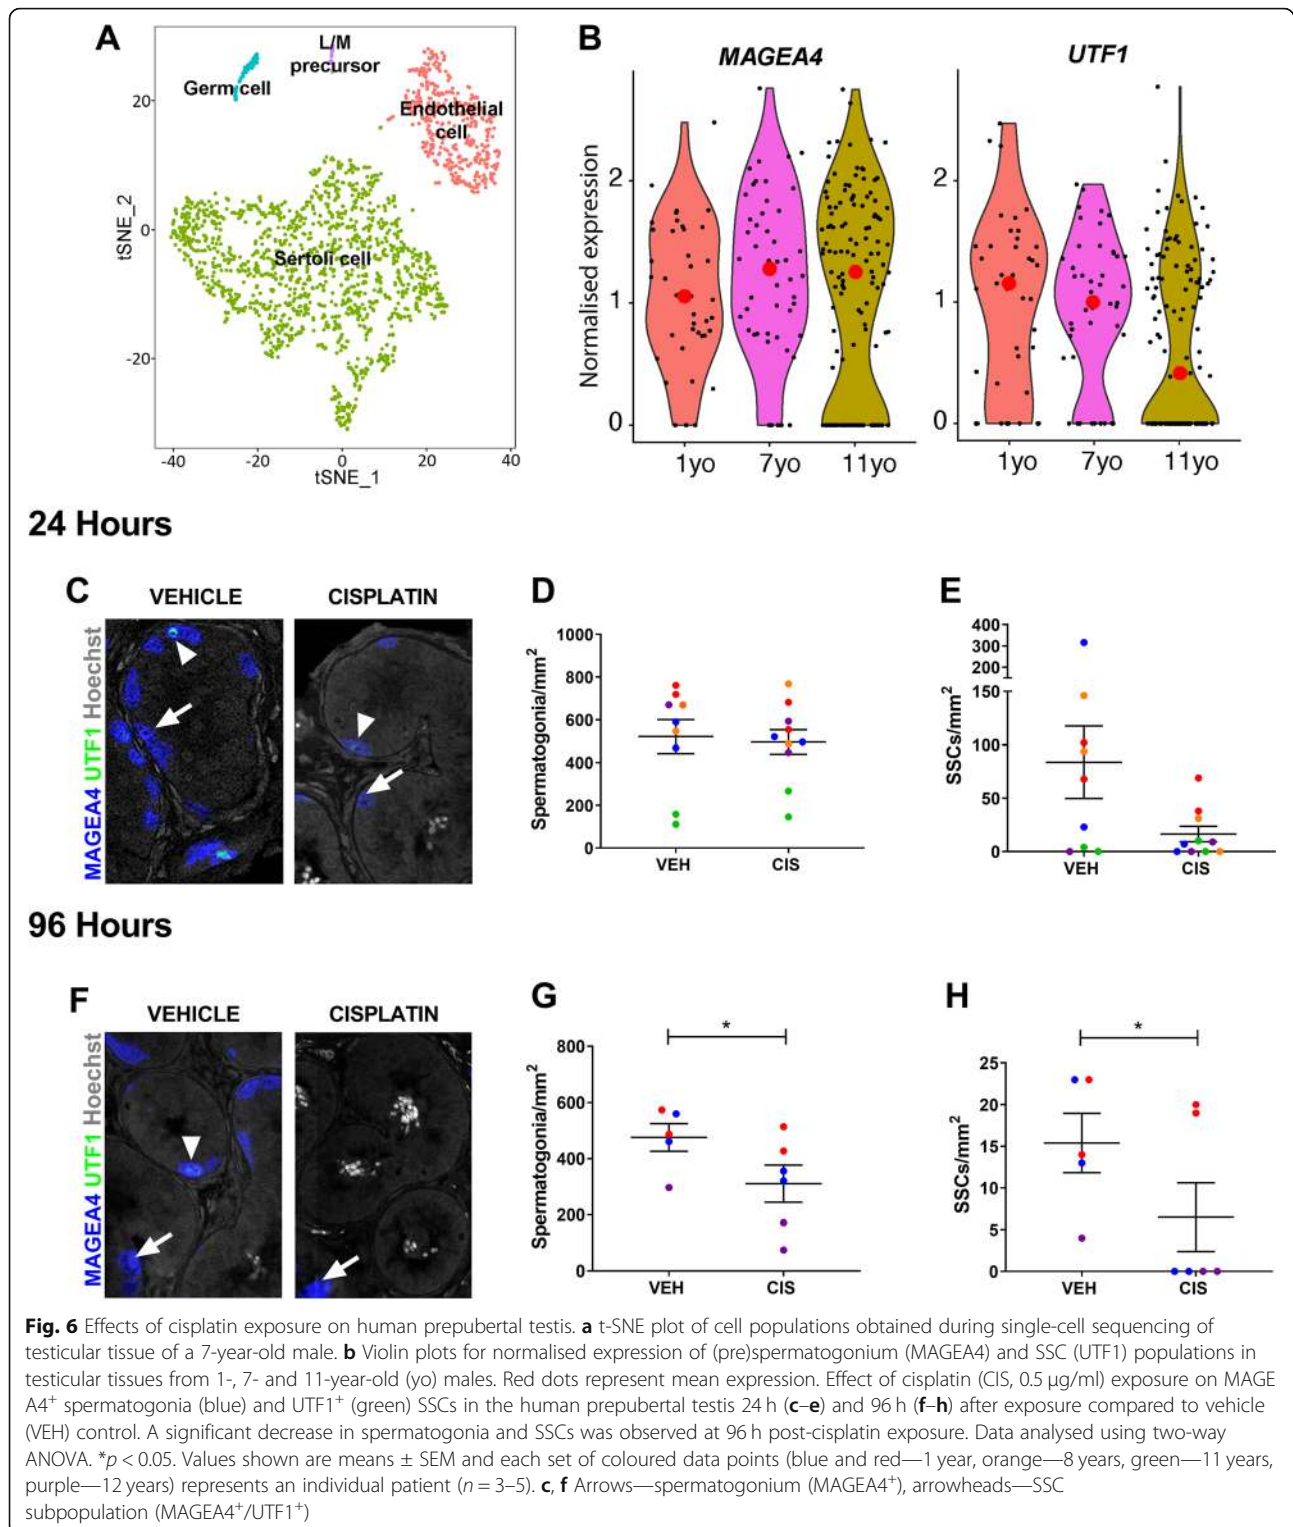 A
L/M
precursor
Germ cell
Endothelial
cell
Sertoli cell
20
0
-20
tSNE_2
-40
-20
0
20
40
tSNE_1
B
MAGEA4
UTF1
Normalised expression
2
1
0
1yo
7yo
11yo
2
1
0
1yo
7yo
11yo
24 Hours
C
VEHICLE
CISPLATIN
MAGEA4 UTF1 Hoechst
D
Spermatogonia/mm²
1000
800
600
400
200
0
VEH
CIS
E
SSCs/mm²
400
300
200
150
100
50
0
VEH
CIS
96 Hours
F
VEHICLE
CISPLATIN
MAGEA4 UTF1 Hoechst
G
*
Spermatogonia/mm²
800
600
400
200
0
VEH
CIS
H
*
SSCs/mm²
25
20
15
10
5
0
VEH
CIS
Fig. 6 Effects of cisplatin exposure on human prepubertal testis. a t-SNE plot of cell populations obtained during single-cell sequencing of
testicular tissue of a 7-year-old male. b Violin plots for normalised expression of (pre)spermatogonium (MAGEA4) and SSC (UTF1) populations in
testicular tissues from 1-, 7- and 11-year-old (yo) males. Red dots represent mean expression. Effect of cisplatin (CIS, 0.5 μg/ml) exposure on MAGE
A4⁺ spermatogonia (blue) and UTF1⁺ (green) SSCs in the human prepubertal testis 24 h (c–e) and 96 h (f–h) after exposure compared to vehicle
(VEH) control. A significant decrease in spermatogonia and SSCs was observed at 96 h post-cisplatin exposure. Data analysed using two-way
ANOVA. *p < 0.05. Values shown are means ± SEM and each set of coloured data points (blue and red—1 year, orange—8 years, green—11 years,
purple—12 years) represents an individual patient (n = 3–5). c, f Arrows—spermatogonium (MAGEA4⁺), arrowheads—SSC
subpopulation (MAGEA4⁺/UTF1⁺)